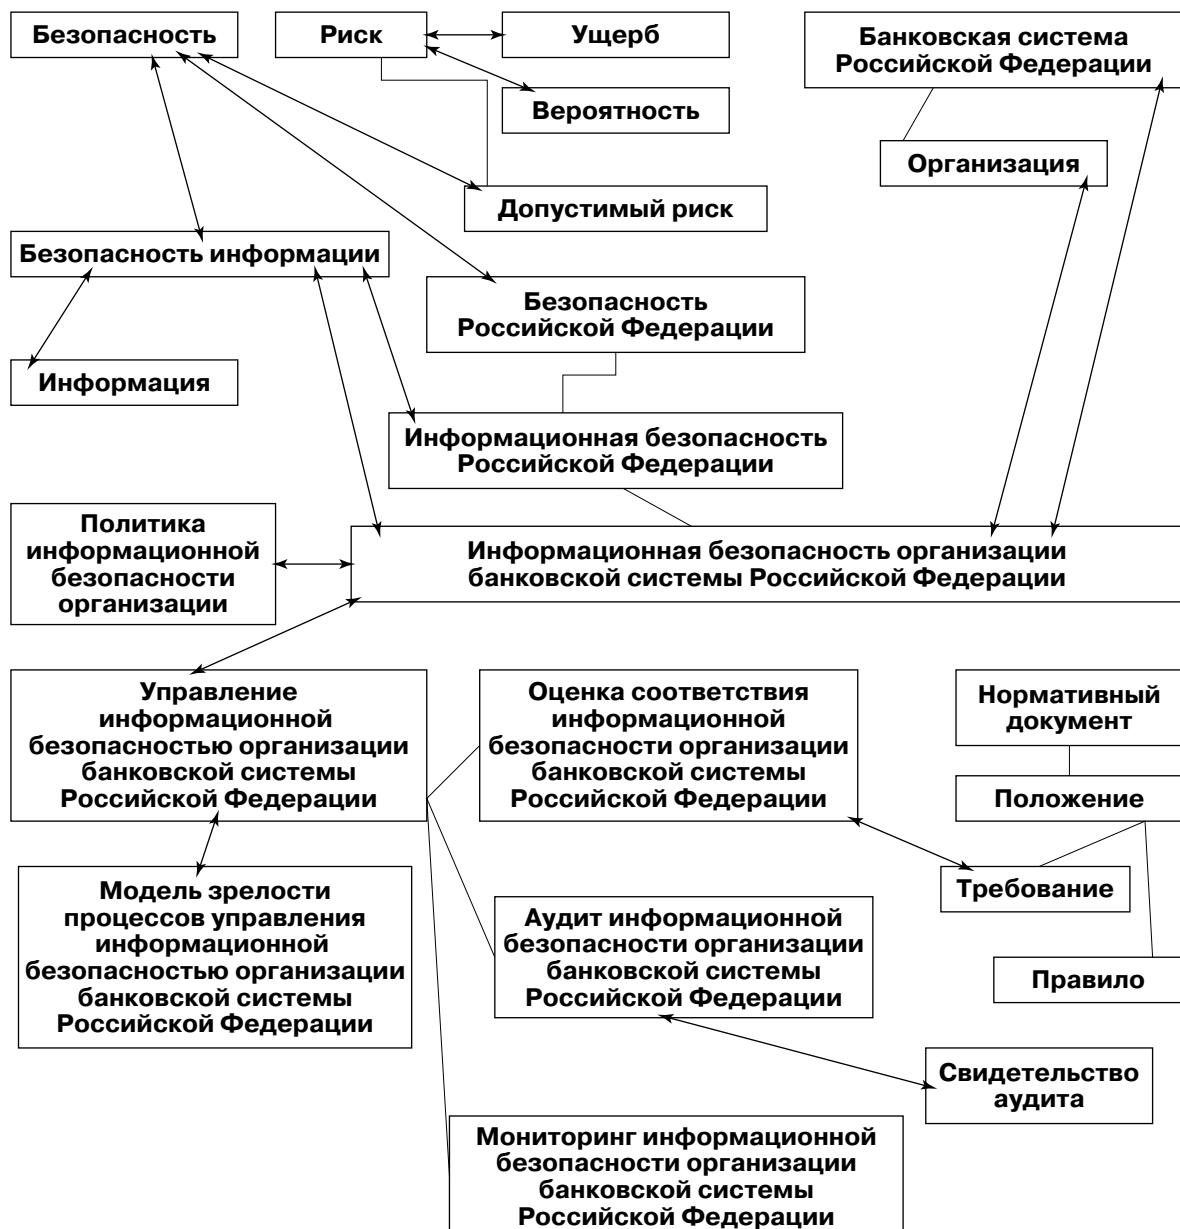 Безопасность
Риск
Ущерб
Банковская система
Российской Федерации
Вероятность
Организация
Допустимый риск
Безопасность информации
Безопасность
Российской Федерации
Информация
Информационная безопасность
Российской Федерации
Политика
информационной
безопасности
организации
Информационная безопасность организации
банковской системы Российской Федерации
Управление
информационной
безопасностью организации
банковской системы
Российской Федерации
Оценка соответствия
информационной
безопасности организации
банковской системы
Российской Федерации
Нормативный
документ
Положение
Модель зрелости
процессов управления
информационной
безопасностью организации
банковской системы
Российской Федерации
Требование
Аудит информационной
безопасности организации
банковской системы
Российской Федерации
Правило
Свидетельство
аудита
Мониторинг информационной
безопасности организации
банковской системы
Российской Федерации